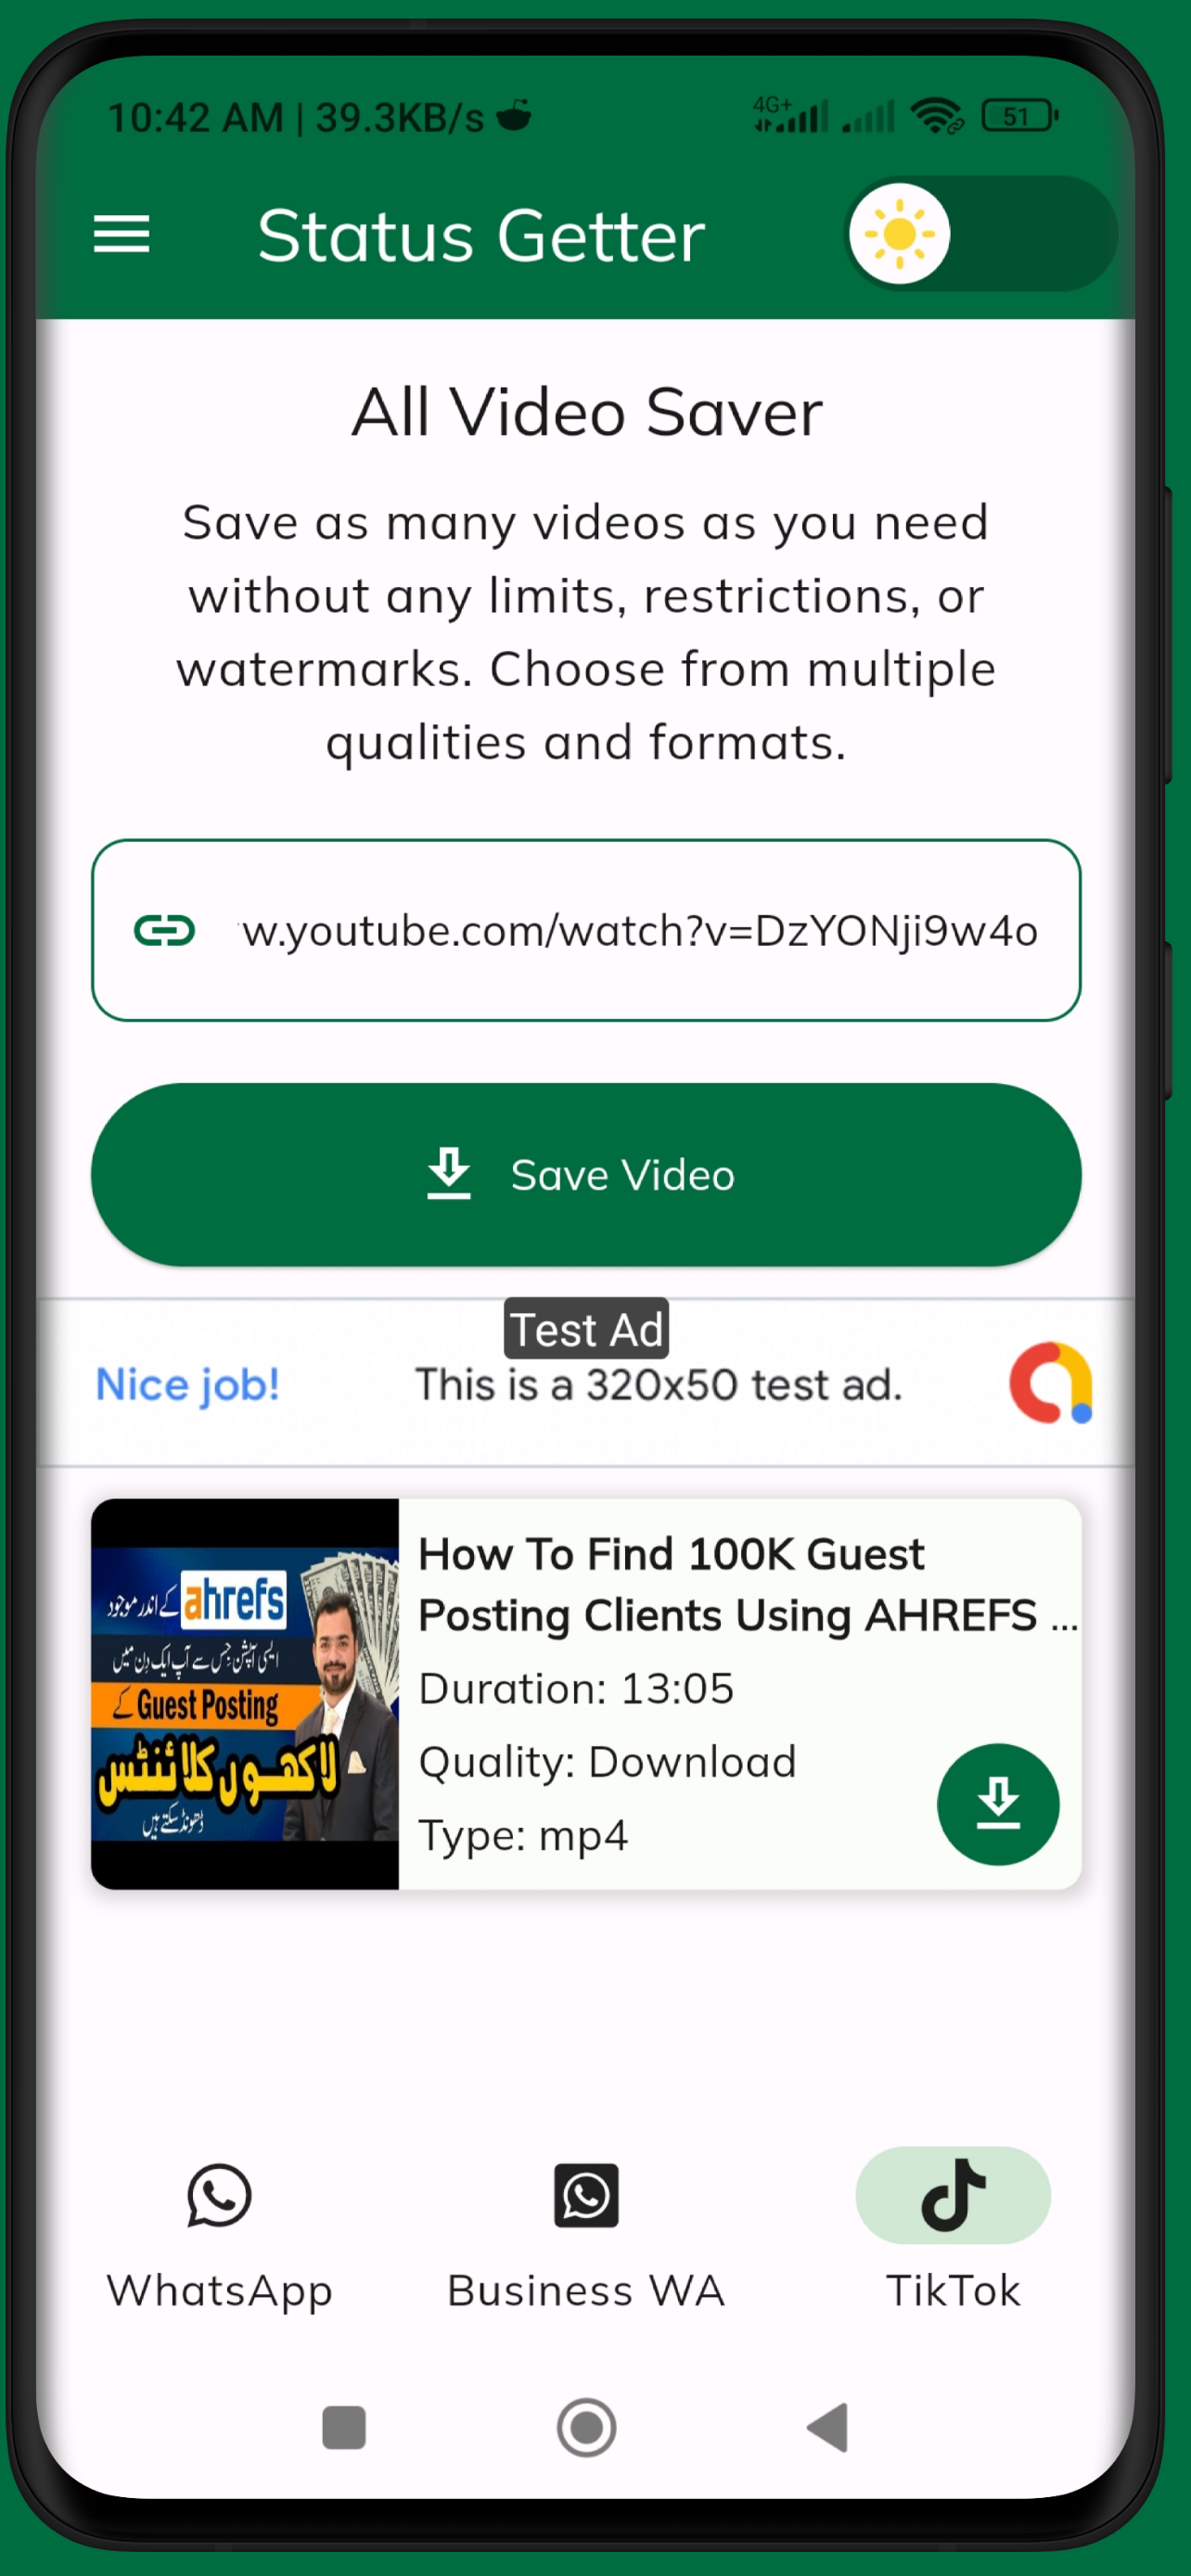 10:42 AM | 39.3KB/s
4G+
51
Status Getter
All Video Saver
Save as many videos as you need
without any limits, restrictions, or
watermarks. Choose from multiple
qualities and formats.
w.youtube.com/watch?v=DzYONji9w4o
Save Video
Test Ad
Nice job!
This is a 320x50 test ad.
ahrefs کے اندر موجود
ایسی آپشن جس سے آپ ایک دن میں
Guest Posting کے
لاکھوں کلائنٹس
ڈھونڈ سکتے ہیں
How To Find 100K Guest
Posting Clients Using AHREFS ...
Duration: 13:05
Quality: Download
Type: mp4
WhatsApp
Business WA
TikTok